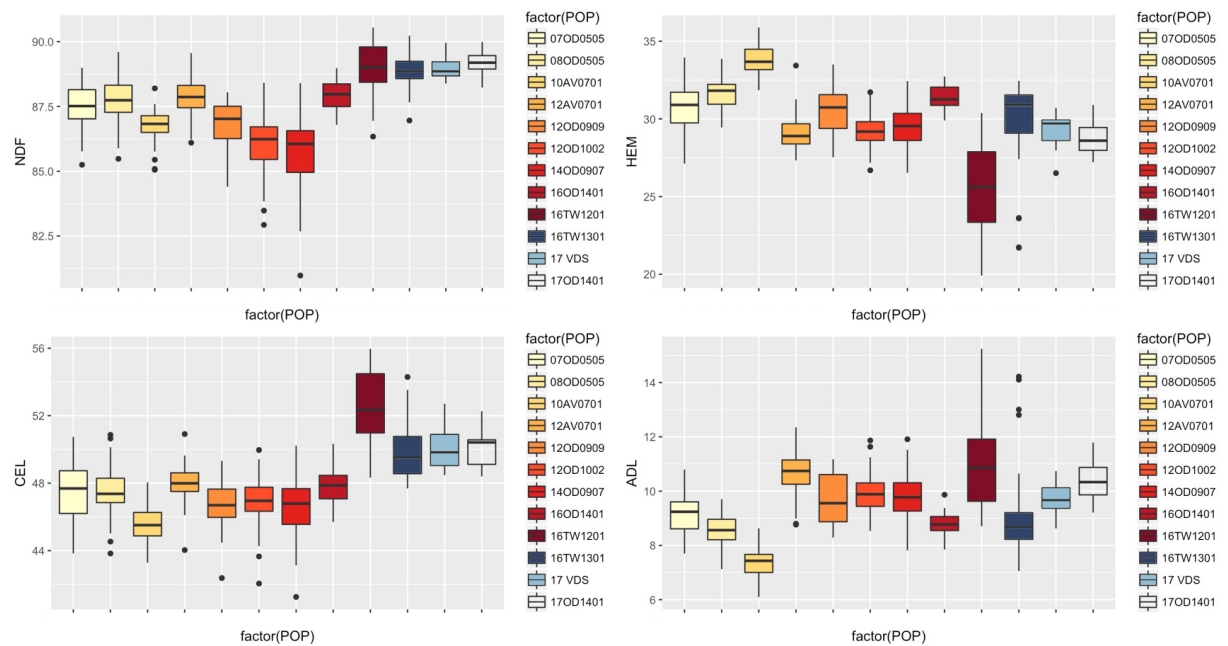 NDF
90.0
87.5
85.0
82.5
factor(POP)
factor(POP)
07OD0505
08OD0505
10AV0701
12AV0701
12OD0909
12OD1002
14OD0907
16OD1401
16TW1201
16TW1301
17 VDS
17OD1401
HEM
35
30
25
20
factor(POP)
factor(POP)
07OD0505
08OD0505
10AV0701
12AV0701
12OD0909
12OD1002
14OD0907
16OD1401
16TW1201
16TW1301
17 VDS
17OD1401
CEL
56
52
48
44
factor(POP)
factor(POP)
07OD0505
08OD0505
10AV0701
12AV0701
12OD0909
12OD1002
14OD0907
16OD1401
16TW1201
16TW1301
17 VDS
17OD1401
ADL
14
12
10
8
6
factor(POP)
factor(POP)
07OD0505
08OD0505
10AV0701
12AV0701
12OD0909
12OD1002
14OD0907
16OD1401
16TW1201
16TW1301
17 VDS
17OD1401